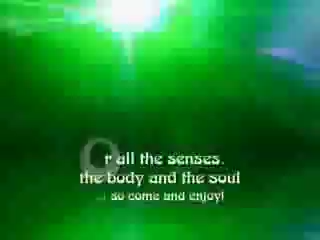 r all the senses.
the body and the soul
... so come and enjoy!